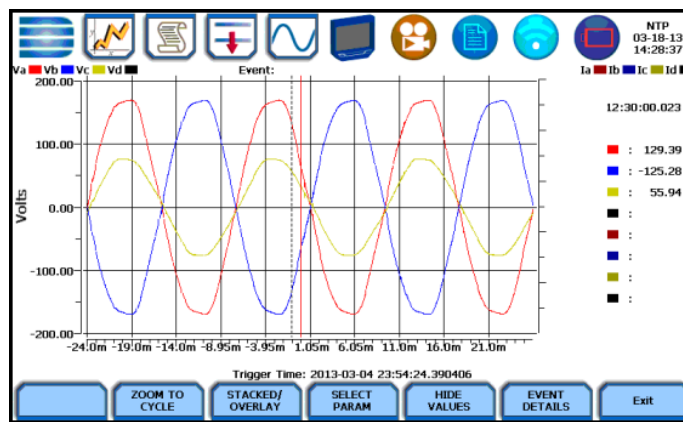 NTP
03-18-13
14:28:37
Va Vb Vc Vd
Event:
Ia Ib Ic Id
200.00
100.00
0.00
-100.00
-200.00
Volts
12:30:00.023
: 129.39
: -125.28
: 55.94
:
:
:
:
:
-24.0m -19.0m -14.0m -8.95m -3.95m 1.05m 6.05m 11.0m 16.0m 21.0m
Trigger Time: 2013-03-04 23:54:24.390406
ZOOM TO CYCLE
STACKED/ OVERLAY
SELECT PARAM
HIDE VALUES
EVENT DETAILS
Exit